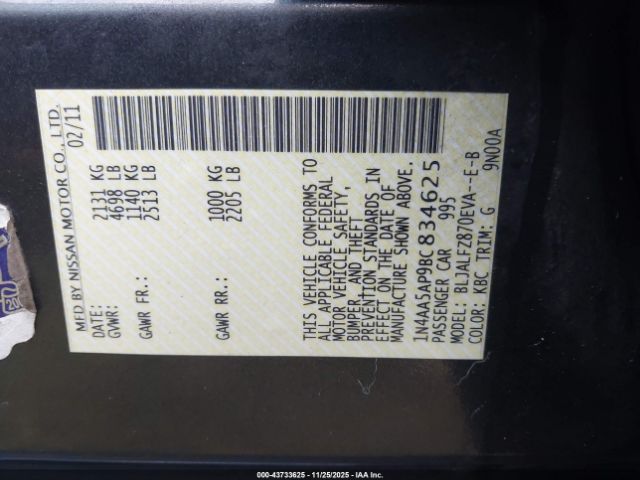 MFD BY NISSAN MOTOR CO., LTD.
DATE: 02/11
GVWR: 2131 KG
4698 LB
GAWR FR: 1140 KG
2513 LB
GAWR RR: 1000 KG
2205 LB
THIS VEHICLE CONFORMS TO
ALL APPLICABLE FEDERAL
MOTOR VEHICLE SAFETY,
BUMPER, AND THEFT
PREVENTION STANDARDS IN
EFFECT ON THE DATE OF
MANUFACTURE SHOWN ABOVE.
1N4AA5AP9BC834625
PASSENGER CAR 995
MODEL: BLJALFZ870EVA--E-B
COLOR: KBC TRIM: G 9N00A
000-43733625 - 11/25/2025 - IAA Inc.